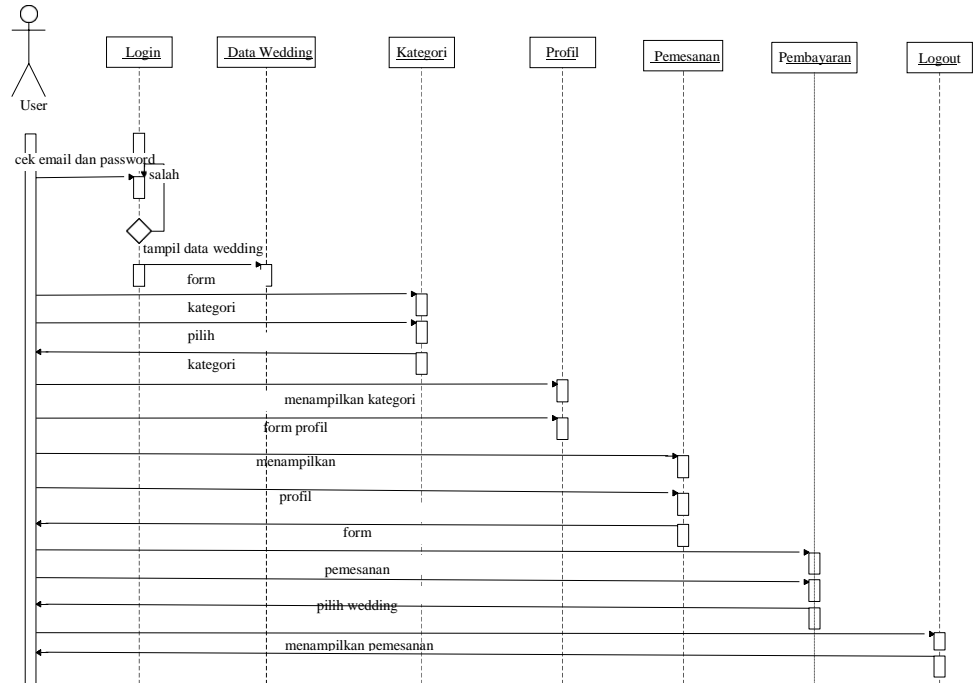 Login
Data Wedding
Kategori
Profil
Pemesanan
Pembayaran
Logout
User
cek email dan password
salah
tampil data wedding
form
kategori
pilih
kategori
menampilkan kategori
form profil
menampilkan
profil
form
pemesanan
pilih wedding
menampilkan pemesanan